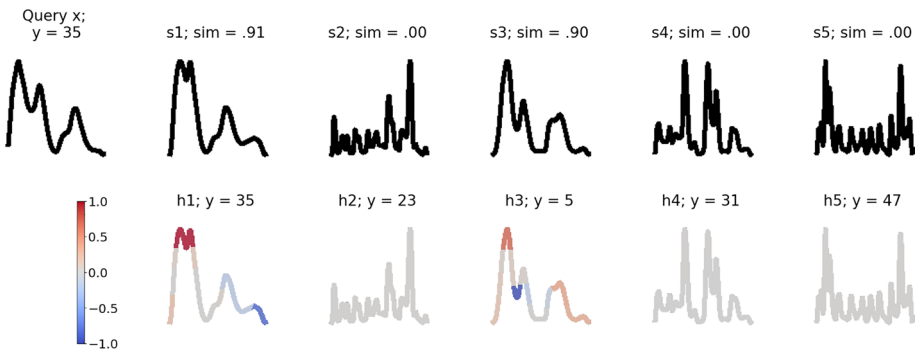 Query x;
y = 35
s1; sim = .91
s2; sim = .00
s3; sim = .90
s4; sim = .00
s5; sim = .00
h1; y = 35
h2; y = 23
h3; y = 5
h4; y = 31
h5; y = 47
1.0
0.5
0.0
−0.5
−1.0